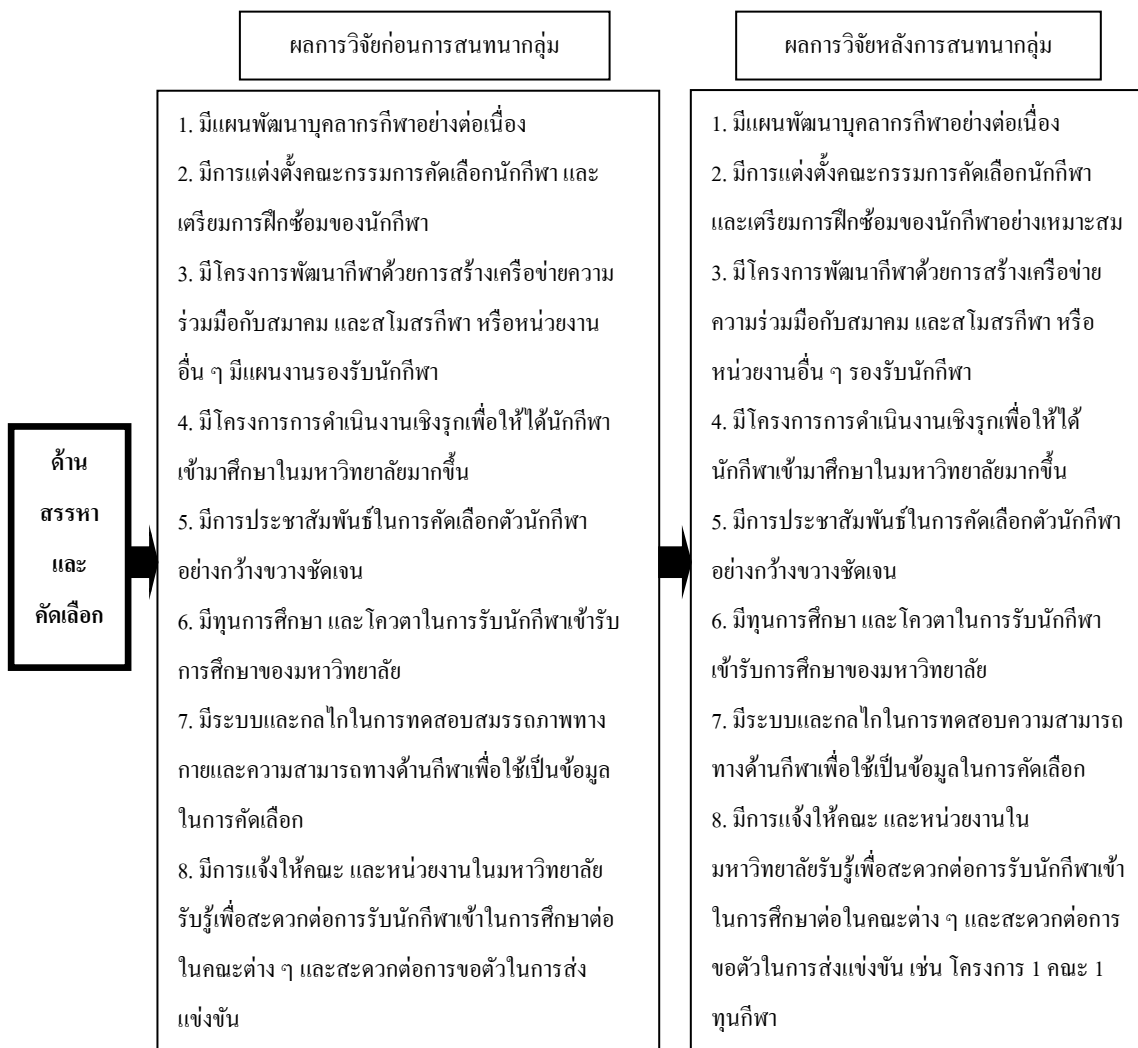 ผลการวิจัยก่อนการสนทนากลุ่ม
ผลการวิจัยหลังการสนทนากลุ่ม
ด้าน
สรรหา
และ
คัดเลือก
1. มีแผนพัฒนาบุคลากรกีฬาอย่างต่อเนื่อง
2. มีการแต่งตั้งคณะกรรมการคัดเลือกนักกีฬา และ
เตรียมการฝึกซ้อมของนักกีฬา
3. มีโครงการพัฒนากีฬาด้วยการสร้างเครือข่ายความ
ร่วมมือกับสมาคม และสโมสรกีฬา หรือหน่วยงาน
อื่น ๆ มีแผนงานรองรับนักกีฬา
4. มีโครงการการดำเนินงานเชิงรุกเพื่อให้ได้นักกีฬา
เข้ามาศึกษาในมหาวิทยาลัยมากขึ้น
5. มีการประชาสัมพันธ์ในการคัดเลือกตัวนักกีฬา
อย่างกว้างขวางชัดเจน
6. มีทุนการศึกษา และโควตาในการรับนักกีฬาเข้ารับ
การศึกษาของมหาวิทยาลัย
7. มีระบบและกลไกในการทดสอบสมรรถภาพทาง
กายและความสามารถทางด้านกีฬาเพื่อใช้เป็นข้อมูล
ในการคัดเลือก
8. มีการแจ้งให้คณะ และหน่วยงานในมหาวิทยาลัย
รับรู้เพื่อสะดวกต่อการรับนักกีฬาเข้าในการศึกษาต่อ
ในคณะต่าง ๆ และสะดวกต่อการขอตัวในการส่ง
แข่งขัน
1. มีแผนพัฒนาบุคลากรกีฬาอย่างต่อเนื่อง
2. มีการแต่งตั้งคณะกรรมการคัดเลือกนักกีฬา
และเตรียมการฝึกซ้อมของนักกีฬาอย่างเหมาะสม
3. มีโครงการพัฒนากีฬาด้วยการสร้างเครือข่าย
ความร่วมมือกับสมาคม และสโมสรกีฬา หรือ
หน่วยงานอื่น ๆ รองรับนักกีฬา
4. มีโครงการการดำเนินงานเชิงรุกเพื่อให้ได้
นักกีฬาเข้ามาศึกษาในมหาวิทยาลัยมากขึ้น
5. มีการประชาสัมพันธ์ในการคัดเลือกตัวนักกีฬา
อย่างกว้างขวางชัดเจน
6. มีทุนการศึกษา และโควตาในการรับนักกีฬา
เข้ารับการศึกษาของมหาวิทยาลัย
7. มีระบบและกลไกในการทดสอบความสามารถ
ทางด้านกีฬาเพื่อใช้เป็นข้อมูลในการคัดเลือก
8. มีการแจ้งให้คณะ และหน่วยงานใน
มหาวิทยาลัยรับรู้เพื่อสะดวกต่อการรับนักกีฬาเข้า
ในการศึกษาต่อในคณะต่าง ๆ และสะดวกต่อการ
ขอตัวในการส่งแข่งขัน เช่น โครงการ 1 คณะ 1
ทุนกีฬา